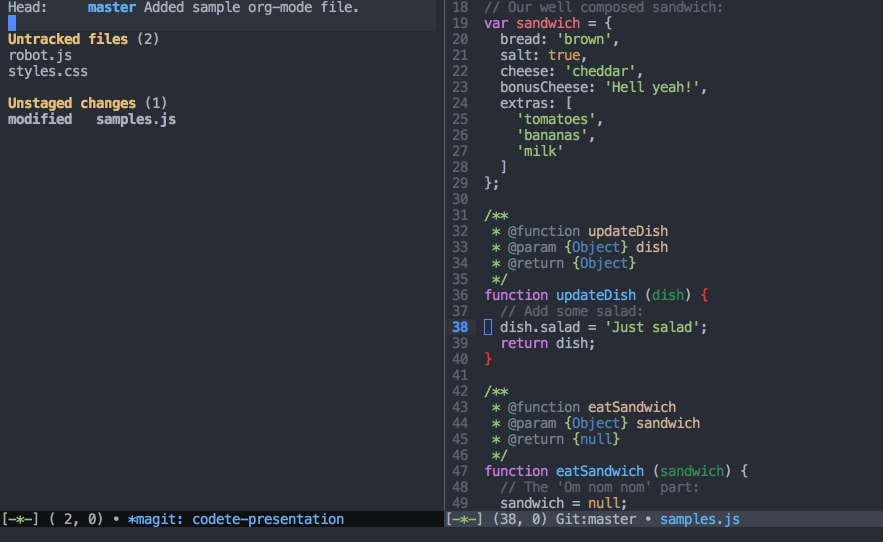 Head:     master Added sample org-mode file.
Untracked files (2)
robot.js
styles.css
Unstaged changes (1)
modified   samples.js
[-*-] ( 2, 0) • *magit: codete-presentation
18 // Our well composed sandwich:
19 var sandwich = {
20   bread: 'brown',
21   salt: true,
22   cheese: 'cheddar',
23   bonusCheese: 'Hell yeah!',
24   extras: [
25     'tomatoes',
26     'bananas',
27     'milk'
28   ]
29 };
30
31 /**
32  * @function updateDish
33  * @param {Object} dish
34  * @return {Object}
35  */
36 function updateDish (dish) {
37   // Add some salad:
38   dish.salad = 'Just salad';
39   return dish;
40 }
41
42 /**
43  * @function eatSandwich
44  * @param {Object} sandwich
45  * @return {null}
46  */
47 function eatSandwich (sandwich) {
48   // The 'Om nom nom' part:
49   sandwich = null;
[-*-] (38, 0) Git:master • samples.js